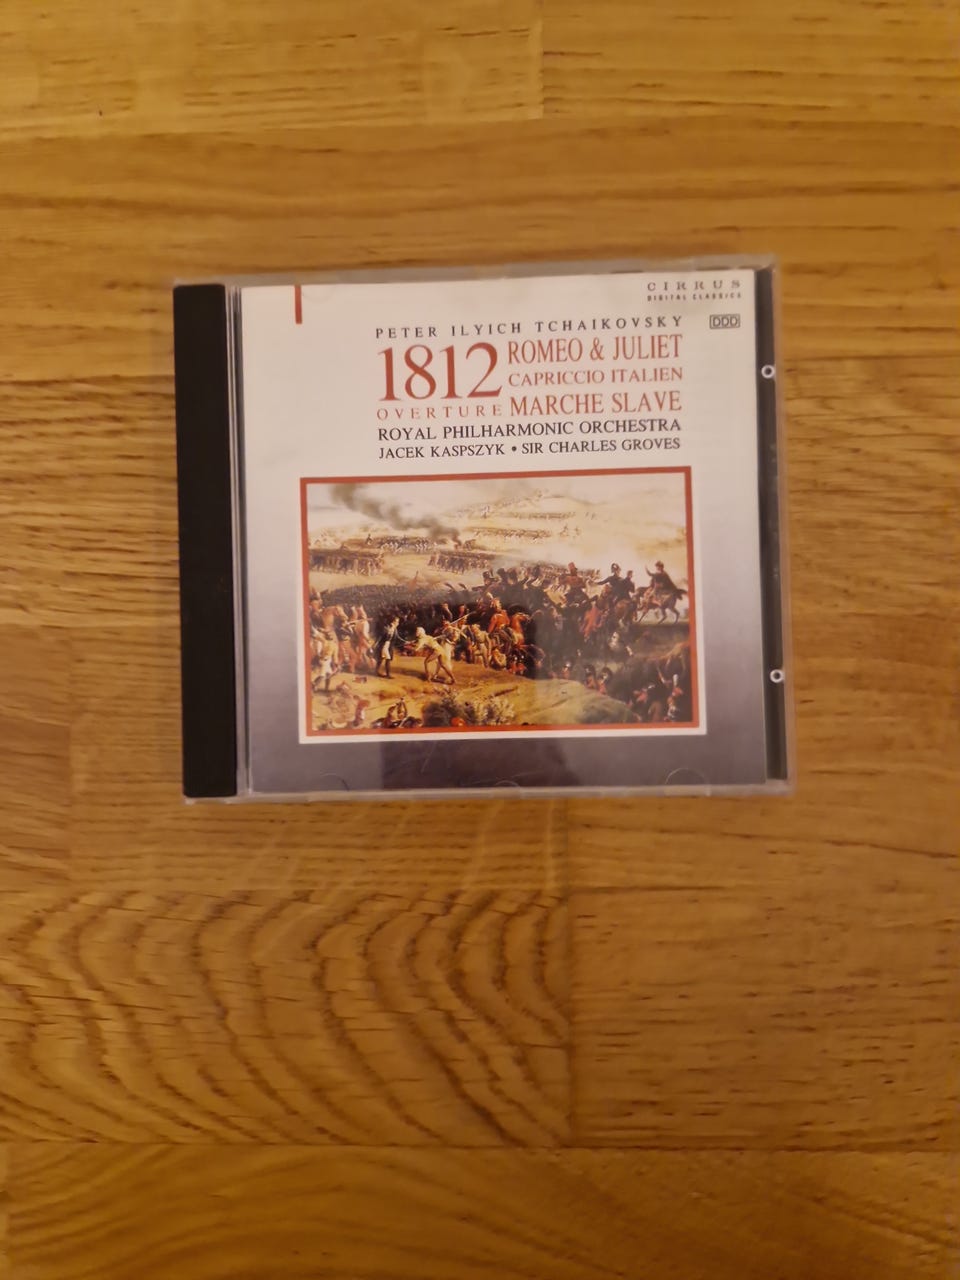 CIRRUS
DIGITAL CLASSICS
DDD
PETER ILYICH TCHAIKOVSKY
1812
OVERTURE
ROMEO & JULIET
CAPRICCIO ITALIEN
MARCHE SLAVE
ROYAL PHILHARMONIC ORCHESTRA
JACEK KASPSZYK • SIR CHARLES GROVES